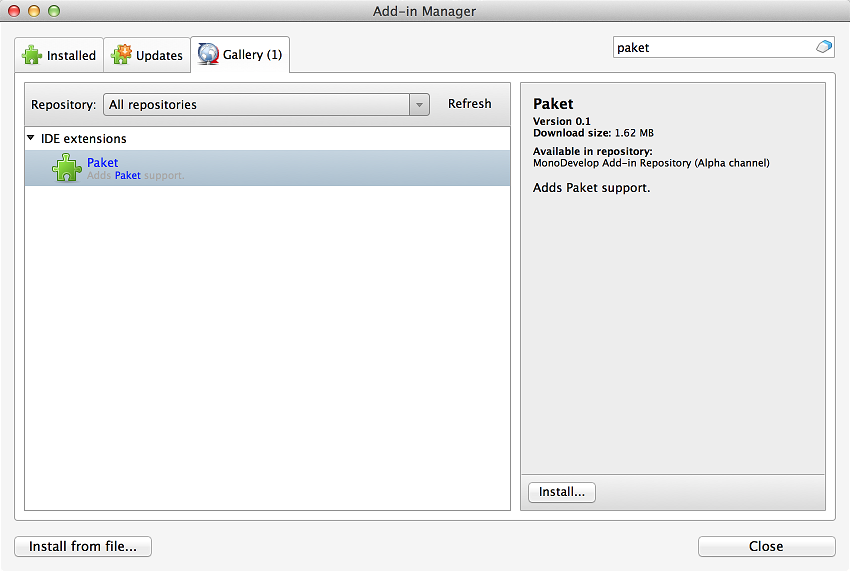 Add-in Manager
Installed
Updates
Gallery (1)
paket
Repository:
All repositories
Refresh
IDE extensions
Paket
Adds Paket support.
Paket
Version 0.1
Download size: 1.62 MB
Available in repository:
MonoDevelop Add-in Repository (Alpha channel)
Adds Paket support.
Install...
Install from file...
Close